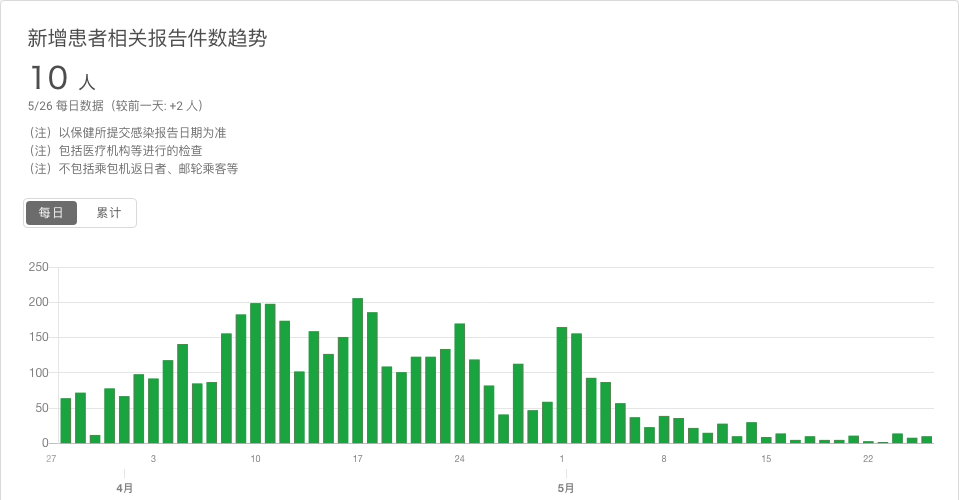 新增患者相关报告件数趋势
10 人
5/26 每日数据（较前一天: +2 人）
（注）以保健所提交感染报告日期为准
（注）包括医疗机构等进行的检查
（注）不包括乘包机返日者、邮轮乘客等
每日 累计
250
200
150
100
50
0
27 3 10 17 24 1 8 15 22
4月 5月